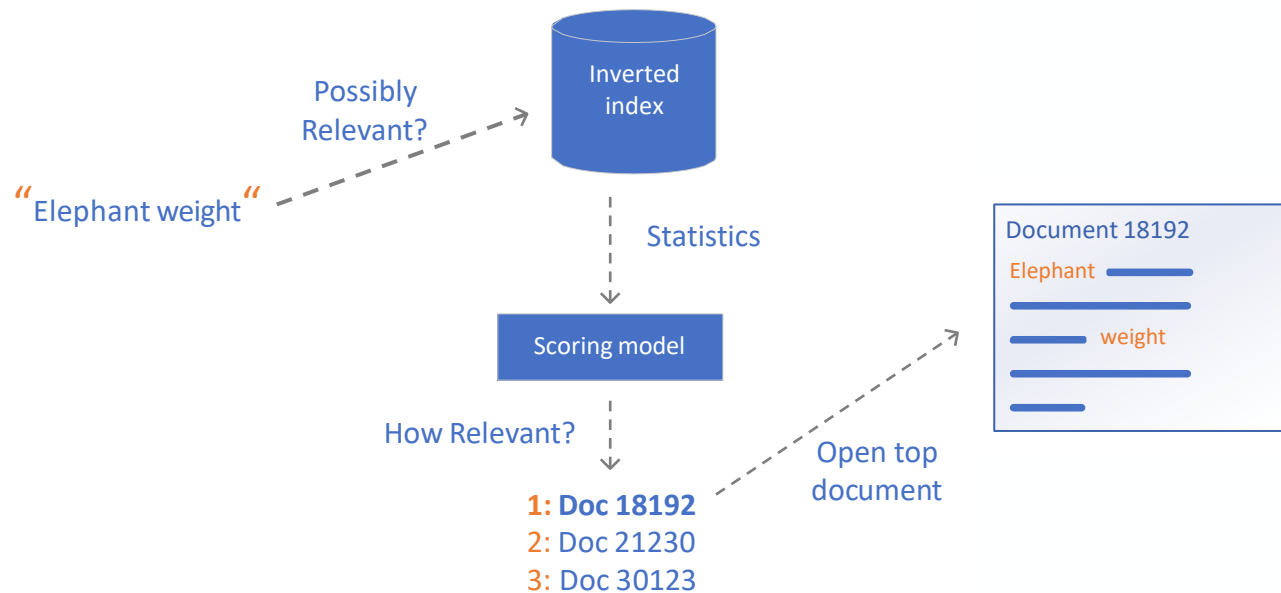 Inverted
index
Possibly
Relevant?
“Elephant weight“
Statistics
Scoring model
How Relevant?
1: Doc 18192
2: Doc 21230
3: Doc 30123
Open top
document
Document 18192
Elephant
weight